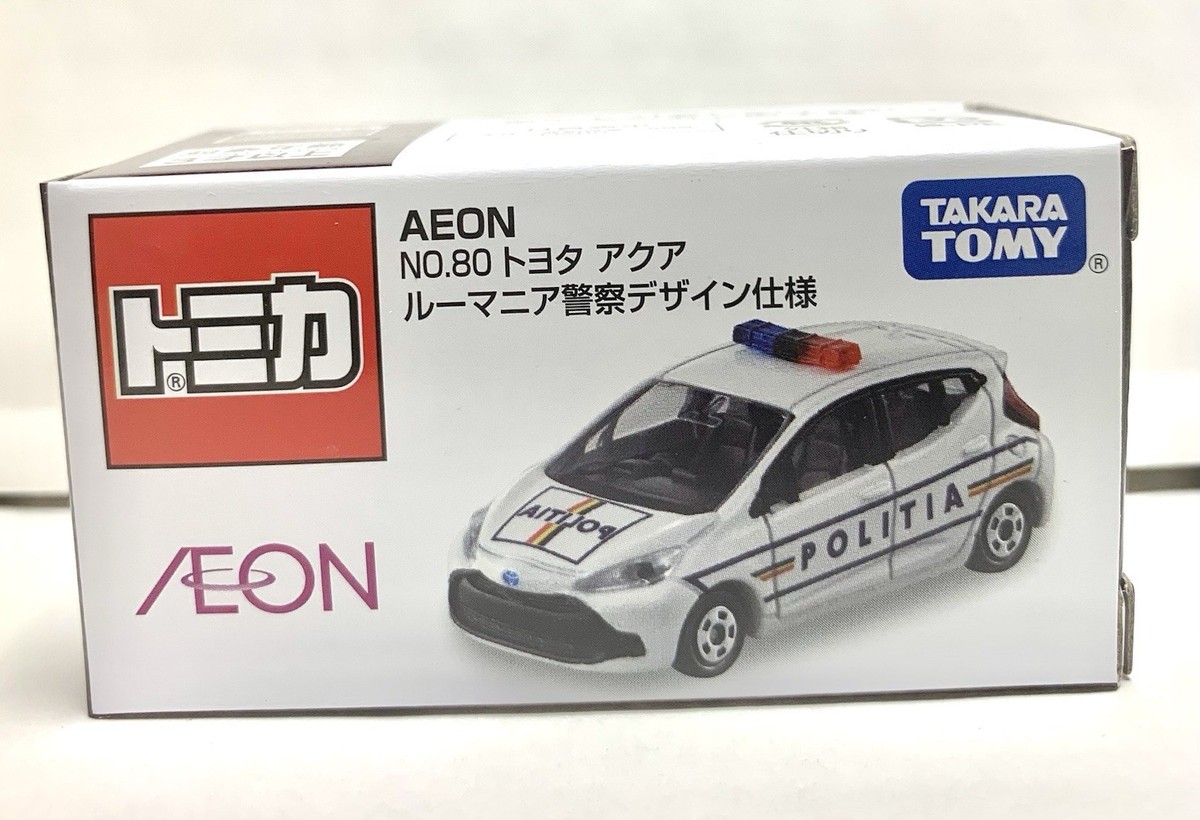 トミカ®
AEON
NO.80 トヨタ アクア
ルーマニア警察デザイン仕様
TAKARA
TOMY®
POLITIA
POLITIA
AEON